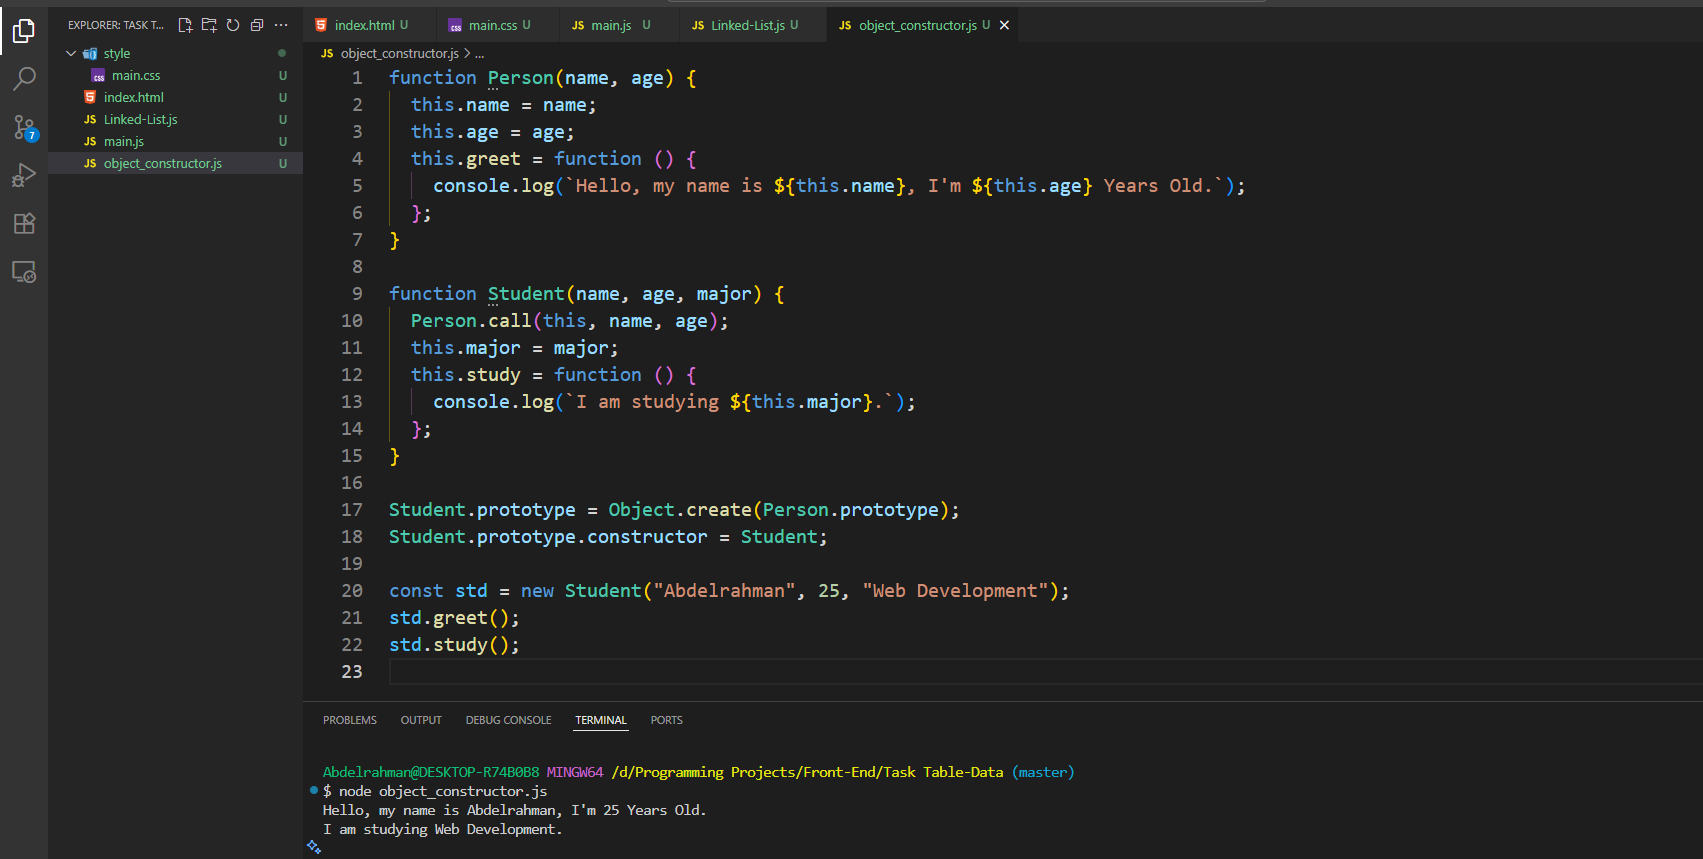 EXPLORER: TASK T...
style
main.css U
index.html U
Linked-List.js U
main.js U
object_constructor.js U
7
index.html U
main.css U
JS main.js U
JS Linked-List.js U
JS object_constructor.js U
JS object_constructor.js > ...
1 function Person(name, age) {
2 this.name = name;
3 this.age = age;
4 this.greet = function () {
5 console.log(`Hello, my name is ${this.name}, I'm ${this.age} Years Old.`);
6 };
7 }
8
9 function Student(name, age, major) {
10 Person.call(this, name, age);
11 this.major = major;
12 this.study = function () {
13 console.log(`I am studying ${this.major}.`);
14 };
15 }
16
17 Student.prototype = Object.create(Person.prototype);
18 Student.prototype.constructor = Student;
19
20 const std = new Student("Abdelrahman", 25, "Web Development");
21 std.greet();
22 std.study();
23
PROBLEMS OUTPUT DEBUG CONSOLE TERMINAL PORTS
Abdelrahman@DESKTOP-R74B0B8 MINGW64 /d/Programming Projects/Front-End/Task Table-Data (master)
$ node object_constructor.js
Hello, my name is Abdelrahman, I'm 25 Years Old.
I am studying Web Development.